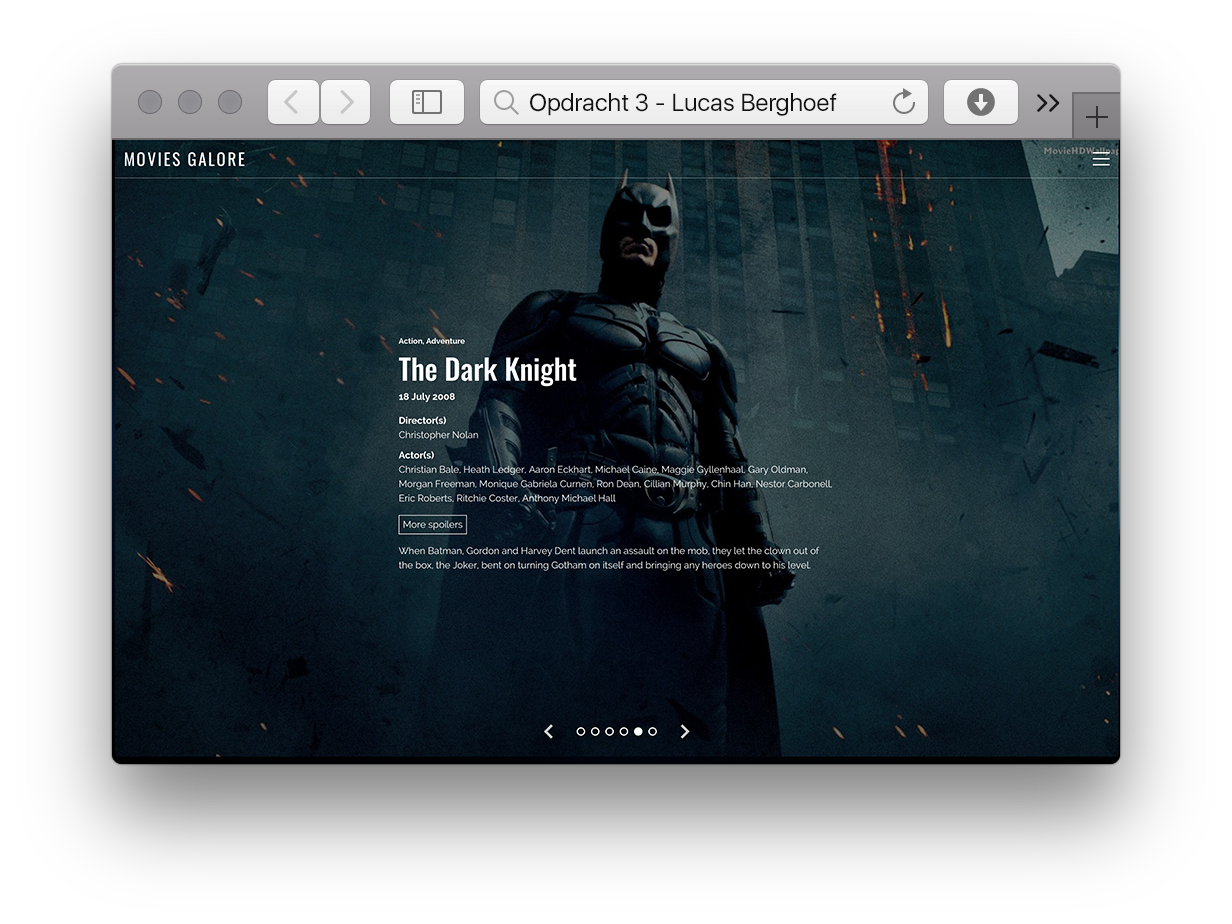 Opdracht 3 - Lucas Berghoef
MOVIES GALORE
Action, Adventure
The Dark Knight
18 July 2008
Director(s)
Christopher Nolan
Actor(s)
Christian Bale, Heath Ledger, Aaron Eckhart, Michael Caine, Maggie Gyllenhaal, Gary Oldman,
Morgan Freeman, Monique Gabriela Curnen, Ron Dean, Cillian Murphy, Chin Han, Nestor Carbonell,
Eric Roberts, Ritchie Coster, Anthony Michael Hall
More spoilers
When Batman, Gordon and Harvey Dent launch an assault on the mob, they let the clown out of
the box, the Joker, bent on turning Gotham on itself and bringing any heroes down to his level.